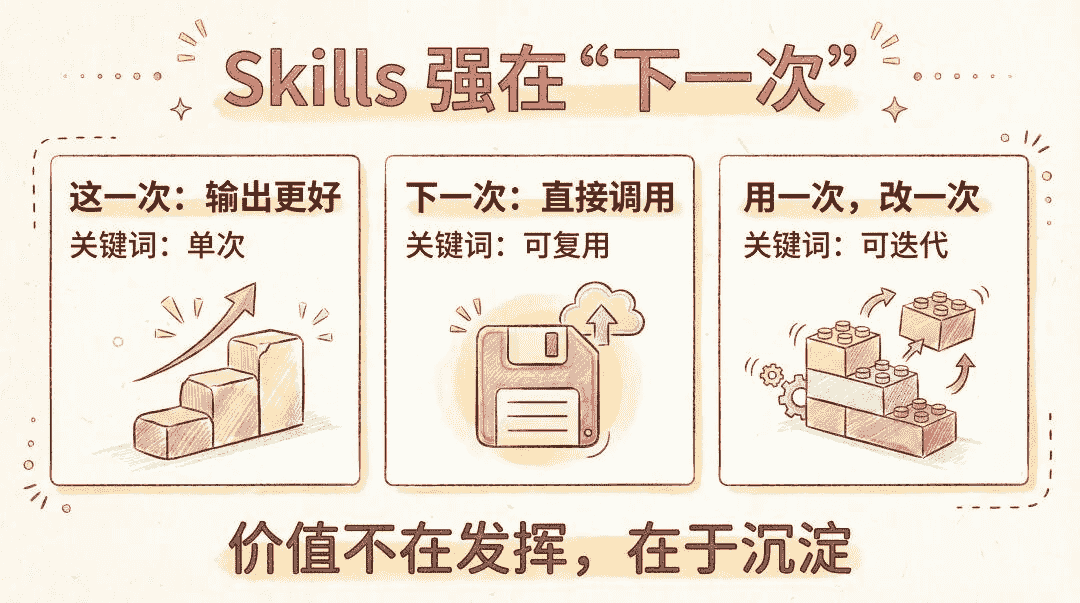 Skills 强在“下一次”
这一次：输出更好
关键词：单次
下一次：直接调用
关键词：可复用
用一次，改一次
关键词：可迭代
价值不在发挥，在于沉淀